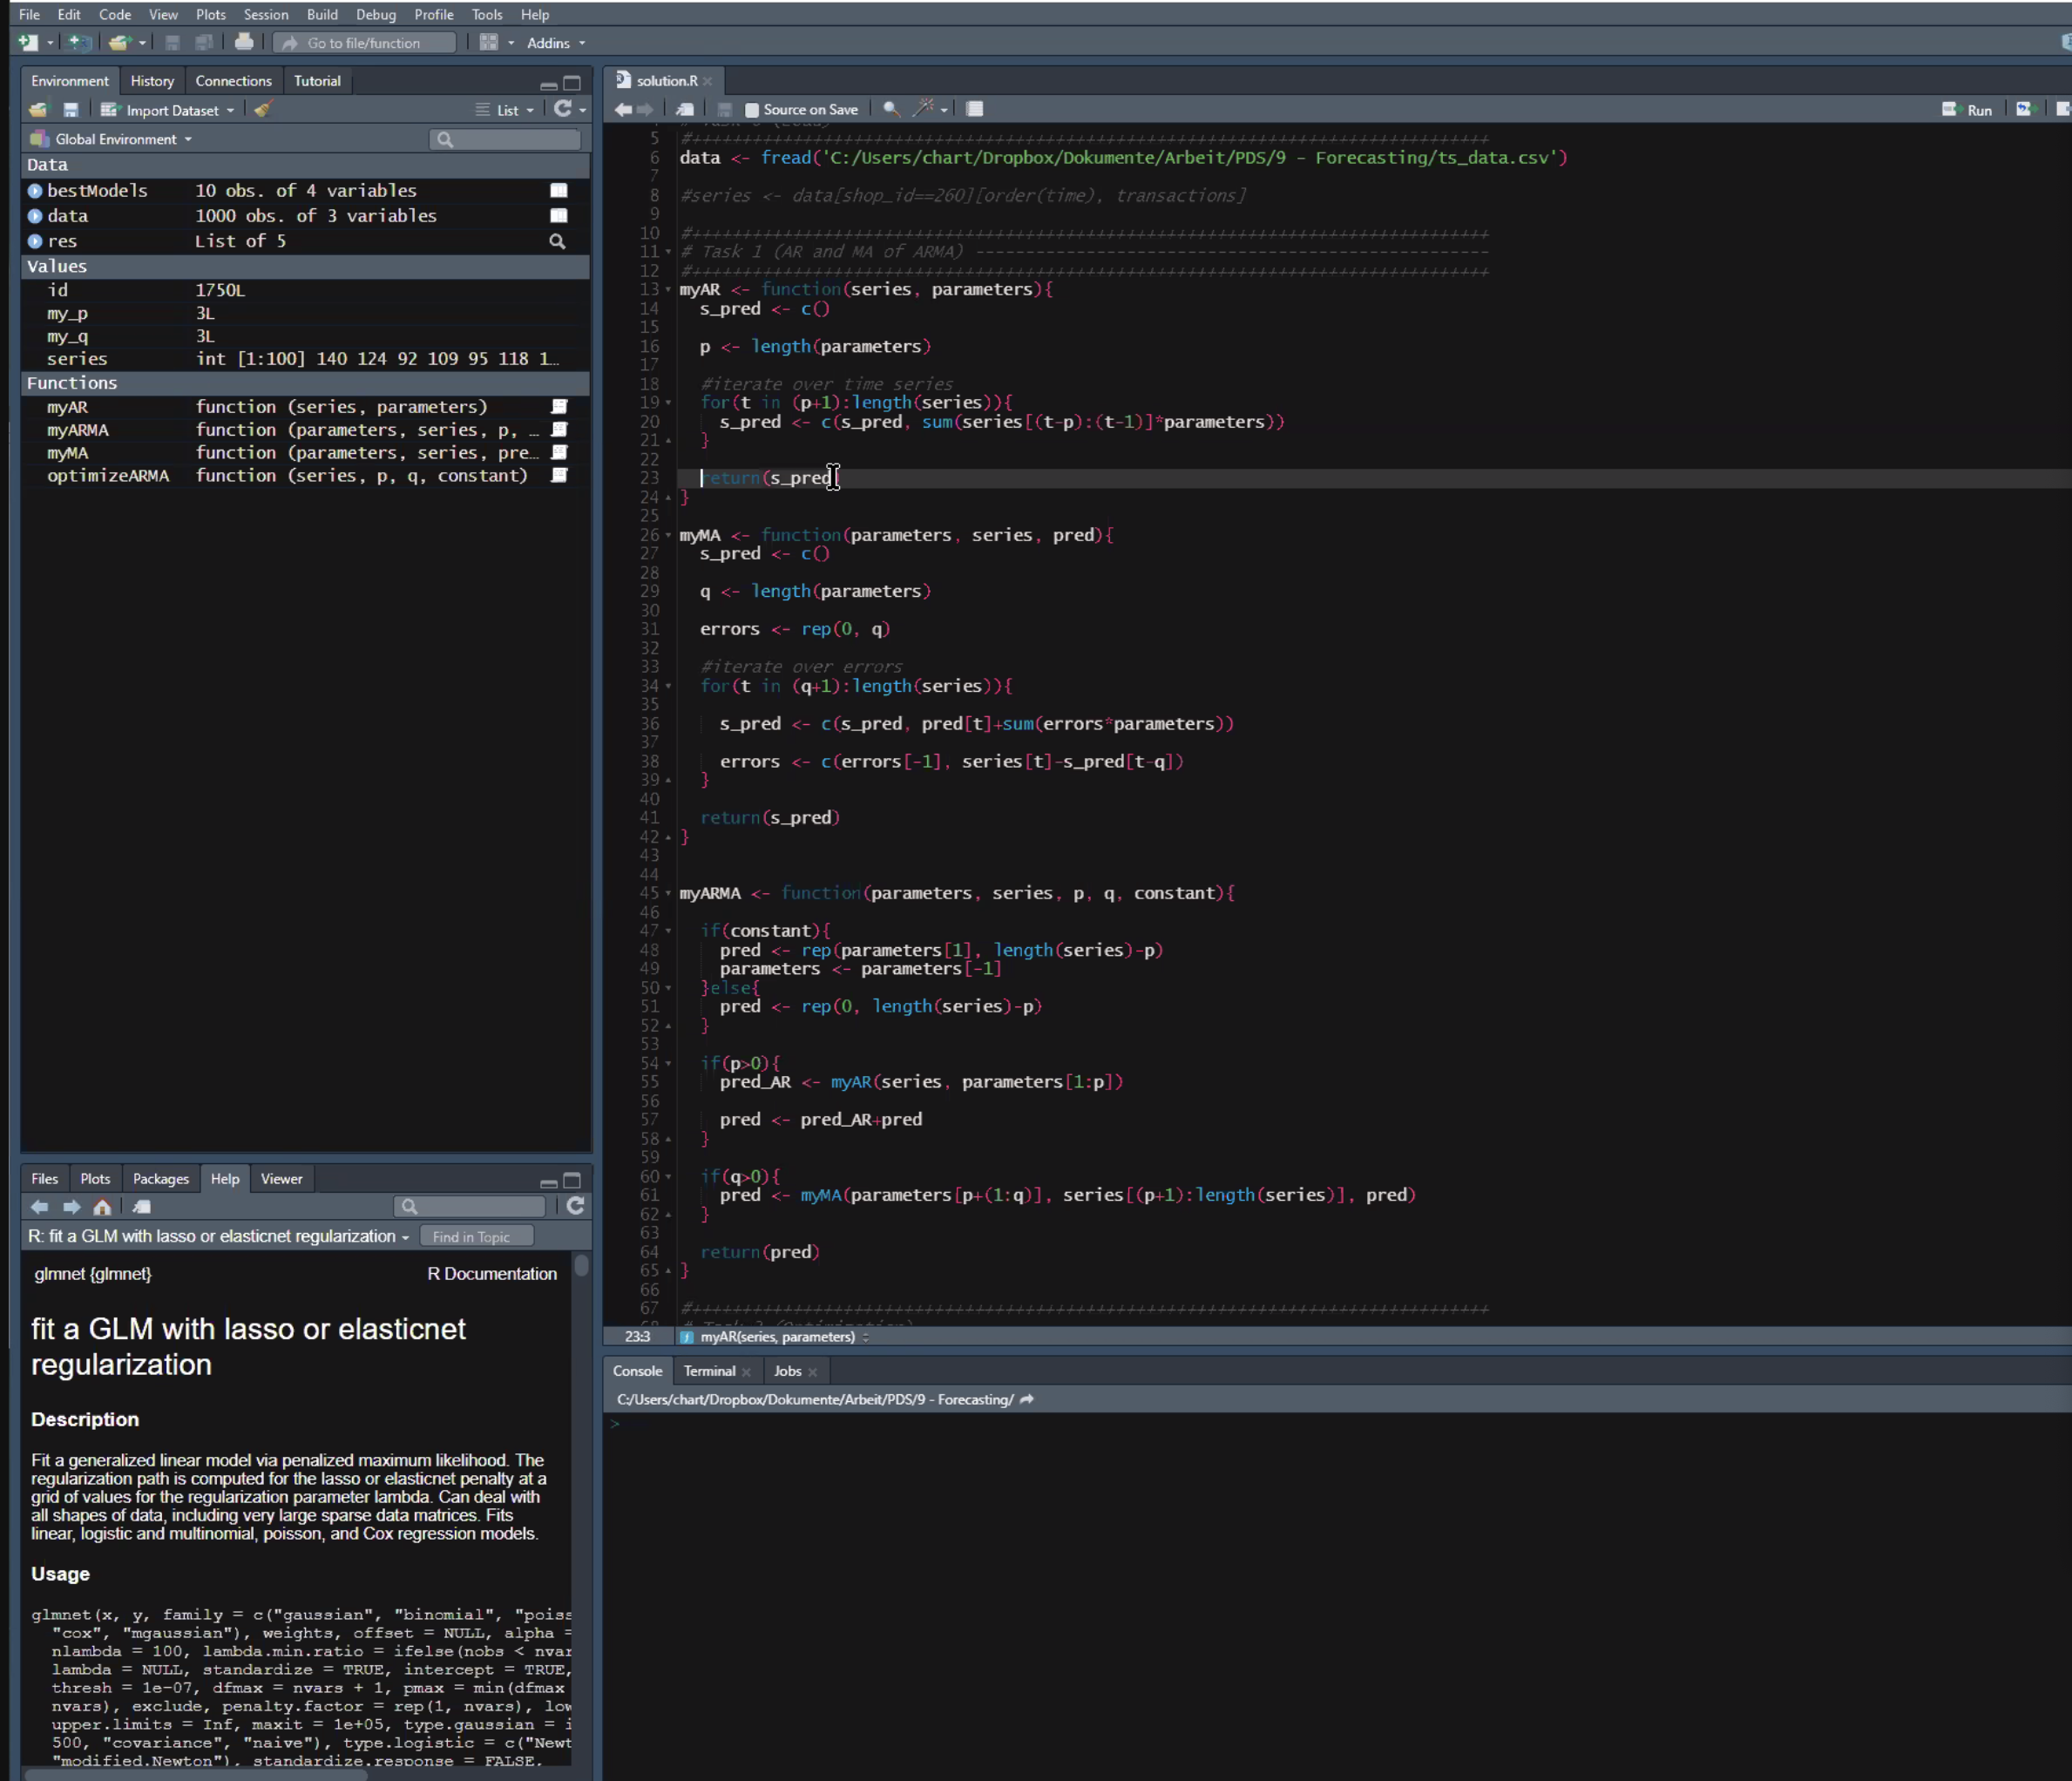 File Edit Code View Plots Session Build Debug Profile Tools Help
Go to file/function Addins
Environment History Connections Tutorial
Import Dataset List
Global Environment
Data
bestModels 10 obs. of 4 variables
data 1000 obs. of 3 variables
res List of 5
Values
id 1750L
my_p 3L
my_q 3L
series int [1:100] 140 124 92 109 95 118 1…
Functions
myAR function (series, parameters)
myARMA function (parameters, series, p, …
myMA function (parameters, series, pre…
optimizeARMA function (series, p, q, constant)
Files Plots Packages Help Viewer
R: fit a GLM with lasso or elasticnet regularization Find in Topic
glmnet {glmnet} R Documentation
fit a GLM with lasso or elasticnet
regularization
Description
Fit a generalized linear model via penalized maximum likelihood. The
regularization path is computed for the lasso or elasticnet penalty at a
grid of values for the regularization parameter lambda. Can deal with
all shapes of data, including very large sparse data matrices. Fits
linear, logistic and multinomial, poisson, and Cox regression models.
Usage
glmnet(x, y, family = c("gaussian", "binomial", "poiss
"cox", "mgaussian"), weights, offset = NULL, alpha =
nlambda = 100, lambda.min.ratio = ifelse(nobs < nvar
lambda = NULL, standardize = TRUE, intercept = TRUE,
thresh = 1e-07, dfmax = nvars + 1, pmax = min(dfmax
nvars), exclude, penalty.factor = rep(1, nvars), low
upper.limits = Inf, maxit = 1e+05, type.gaussian = i
500, "covariance", "naive"), type.logistic = c("Newt
"modified.Newton"), standardize.response = FALSE,
solution.R
Source on Save Run
5 #++++++++++++++++++++++++++++++++++++++++++++++++++++++++++++++++++++++++++++++
6 data <- fread('C:/Users/chart/Dropbox/Dokumente/Arbeit/PDS/9 - Forecasting/ts_data.csv')
7
8 #series <- data[shop_id==260][order(time), transactions]
9
10 #++++++++++++++++++++++++++++++++++++++++++++++++++++++++++++++++++++++++++++++
11 # Task 1 (AR and MA of ARMA) ---------------------------------------------------
12 #++++++++++++++++++++++++++++++++++++++++++++++++++++++++++++++++++++++++++++++
13 myAR <- function(series, parameters){
14 s_pred <- c()
15
16 p <- length(parameters)
17
18 #iterate over time series
19 for(t in (p+1):length(series)){
20 s_pred <- c(s_pred, sum(series[(t-p):(t-1)]*parameters))
21 }
22
23 return(s_pred)
24 }
25
26 myMA <- function(parameters, series, pred){
27 s_pred <- c()
28
29 q <- length(parameters)
30
31 errors <- rep(0, q)
32
33 #iterate over errors
34 for(t in (q+1):length(series)){
35
36 s_pred <- c(s_pred, pred[t]+sum(errors*parameters))
37
38 errors <- c(errors[-1], series[t]-s_pred[t-q])
39 }
40
41 return(s_pred)
42 }
43
44
45 myARMA <- function(parameters, series, p, q, constant){
46
47 if(constant){
48 pred <- rep(parameters[1], length(series)-p)
49 parameters <- parameters[-1]
50 }else{
51 pred <- rep(0, length(series)-p)
52 }
53
54 if(p>0){
55 pred_AR <- myAR(series, parameters[1:p])
56
57 pred <- pred_AR+pred
58 }
59
60 if(q>0){
61 pred <- myMA(parameters[p+(1:q)], series[(p+1):length(series)], pred)
62 }
63
64 return(pred)
65 }
66
67 #++++++++++++++++++++++++++++++++++++++++++++++++++++++++++++++++++++++++++++++
23:3 myAR(series, parameters)
Console Terminal Jobs
C:/Users/chart/Dropbox/Dokumente/Arbeit/PDS/9 - Forecasting/
>